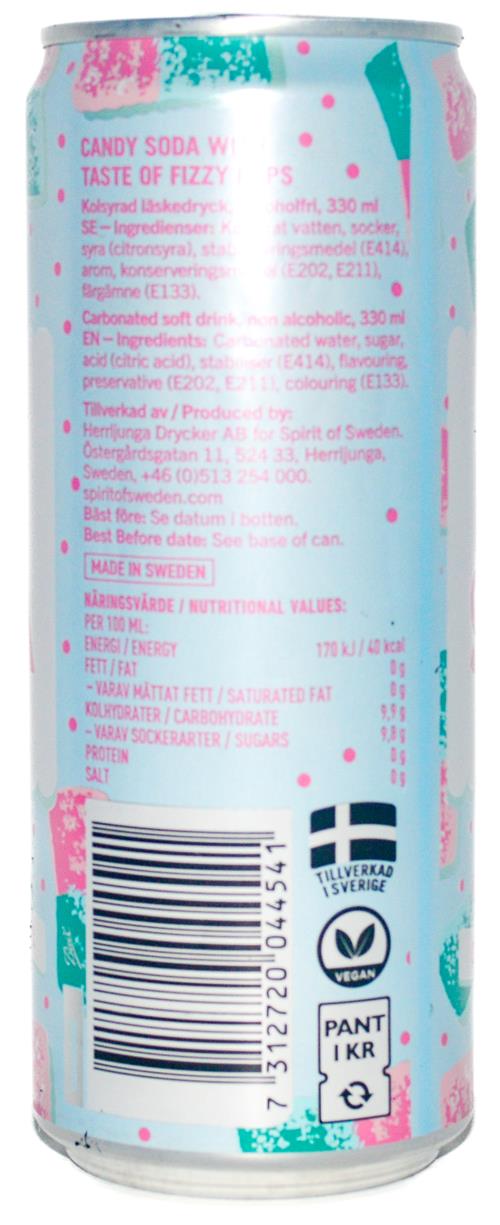 CANDY SODA
TASTE OF FIZZY
Kolsyrad läskedryck, 330 ml
SE – Ingredienser: vatten, socker,
syra (citronsyra), (E414),
arom, (E202, E211),
färgämne (E133).
Carbonated soft drink, non alcoholic, 330 ml
EN – Ingredients: Carbonated water, sugar,
acid (citric acid), stabiliser (E414), flavouring,
preservative (E202, E211), colouring (E133).
Tillverkad av / Produced by:
Herrljunga Drycker AB for Spirit of Sweden.
Östergårdsgatan 11, 524 33, Herrljunga,
Sweden, +46 (0)513 254 000.
spiritofsweden.com
Bäst före: Se datum i botten.
Best Before date: See base of can.
MADE IN SWEDEN
NÄRINGSVÄRDE / NUTRITIONAL VALUES:
PER 100 ML:
ENERGI / ENERGY 170 kJ / 40 kcal
FETT / FAT 0 g
– VARAV MÄTTAT FETT / SATURATED FAT 0 g
KOLHYDRATER / CARBOHYDRATE 9,9 g
– VARAV SOCKERARTER / SUGARS 9,8 g
PROTEIN 0 g
SALT 0 g
7 312720 044541
TILLVERKAD
I SVERIGE
VEGAN
PANT
1 KR